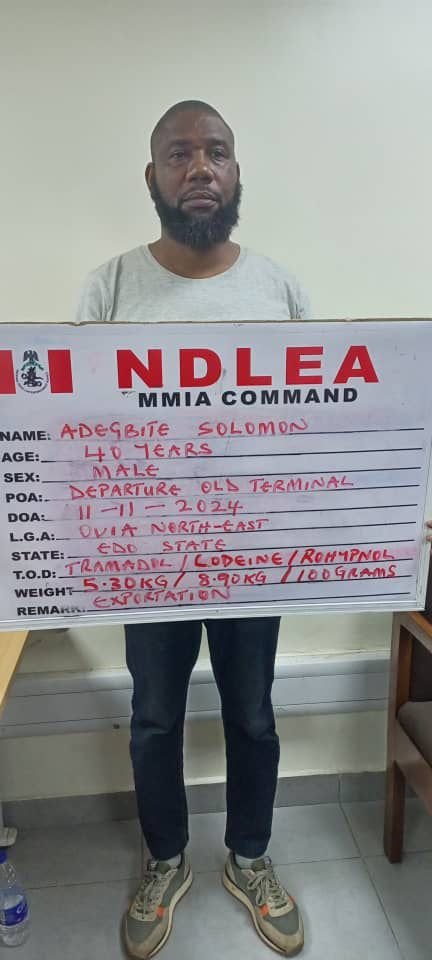 NDLEA
MMIA COMMAND
NAME: ADEGBITE SOLOMON
AGE: 40 YEARS
SEX: MALE
POA: DEPARTURE OLD TERMINAL
DOA: 11-11-2024
L.G.A: OVIA NORTH-EAST
STATE: EDO STATE
T.O.D: TRAMADOL / CODEINE / ROHYPNOL
WEIGHT 5.30KG / 8.90KG / 100GRAMS
REMARK: EXPORTATION